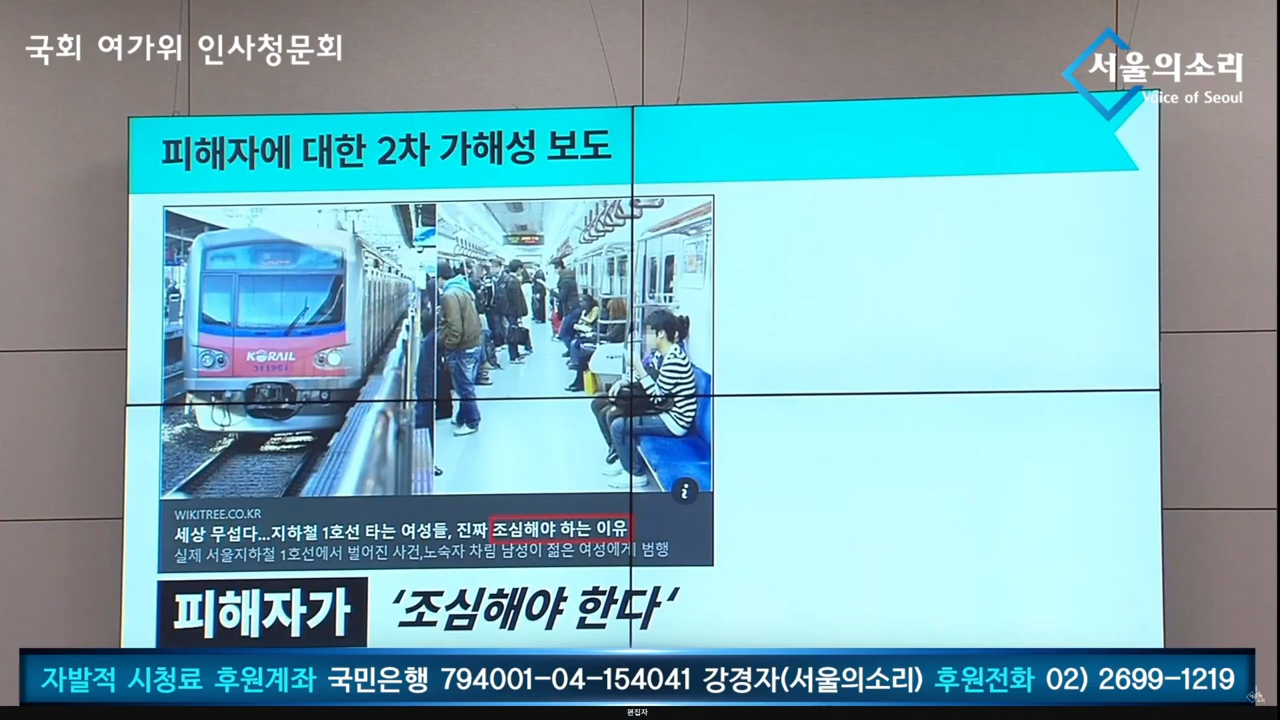 국회 여가위 인사청문회
서울의소리
Voice of Seoul
피해자에 대한 2차 가해성 보도
KORAIL
WIKITREE.CO.KR
세상 무섭다...지하철 1호선 타는 여성들, 진짜 조심해야 하는 이유
실제 서울지하철 1호선에서 벌어진 사건,노숙자 차림 남성이 젊은 여성에게 범행
피해자가 ‘조심해야 한다‘
자발적 시청료 후원계좌 국민은행 794001-04-154041 강경자(서울의소리) 후원전화 02) 2699-1219
편집자